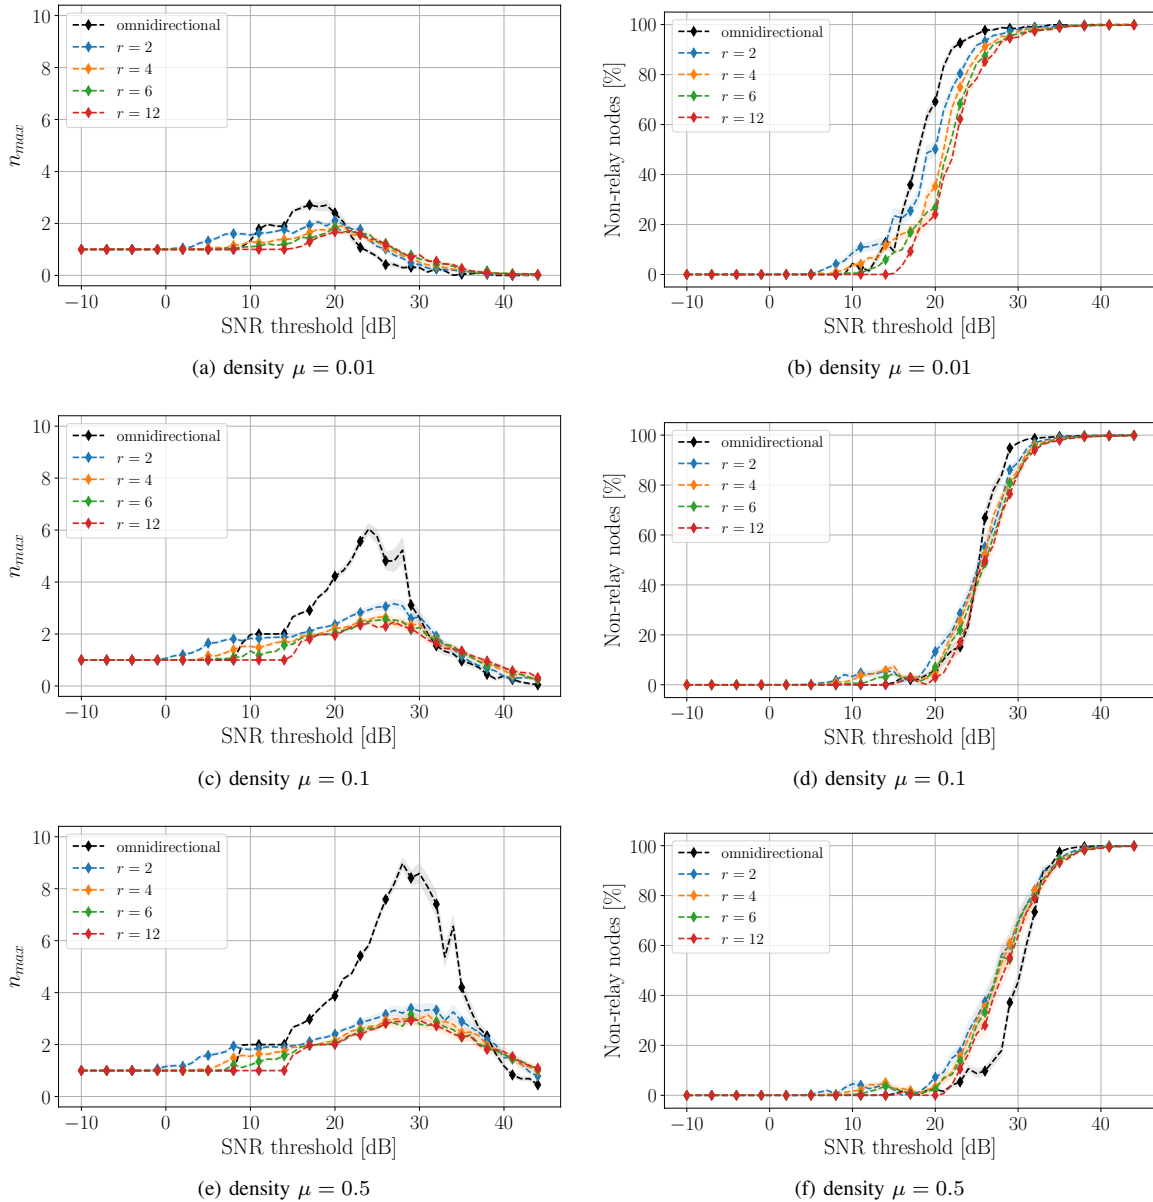 10
8
6
4
2
0
n_max
omnidirectional
r = 2
r = 4
r = 6
r = 12
−10 0 10 20 30 40
SNR threshold [dB]
(a) density μ = 0.01
100
80
60
40
20
0
Non-relay nodes [%]
omnidirectional
r = 2
r = 4
r = 6
r = 12
−10 0 10 20 30 40
SNR threshold [dB]
(b) density μ = 0.01
10
8
6
4
2
0
n_max
omnidirectional
r = 2
r = 4
r = 6
r = 12
−10 0 10 20 30 40
SNR threshold [dB]
(c) density μ = 0.1
100
80
60
40
20
0
Non-relay nodes [%]
omnidirectional
r = 2
r = 4
r = 6
r = 12
−10 0 10 20 30 40
SNR threshold [dB]
(d) density μ = 0.1
10
8
6
4
2
0
n_max
omnidirectional
r = 2
r = 4
r = 6
r = 12
−10 0 10 20 30 40
SNR threshold [dB]
(e) density μ = 0.5
100
80
60
40
20
0
Non-relay nodes [%]
omnidirectional
r = 2
r = 4
r = 6
r = 12
−10 0 10 20 30 40
SNR threshold [dB]
(f) density μ = 0.5